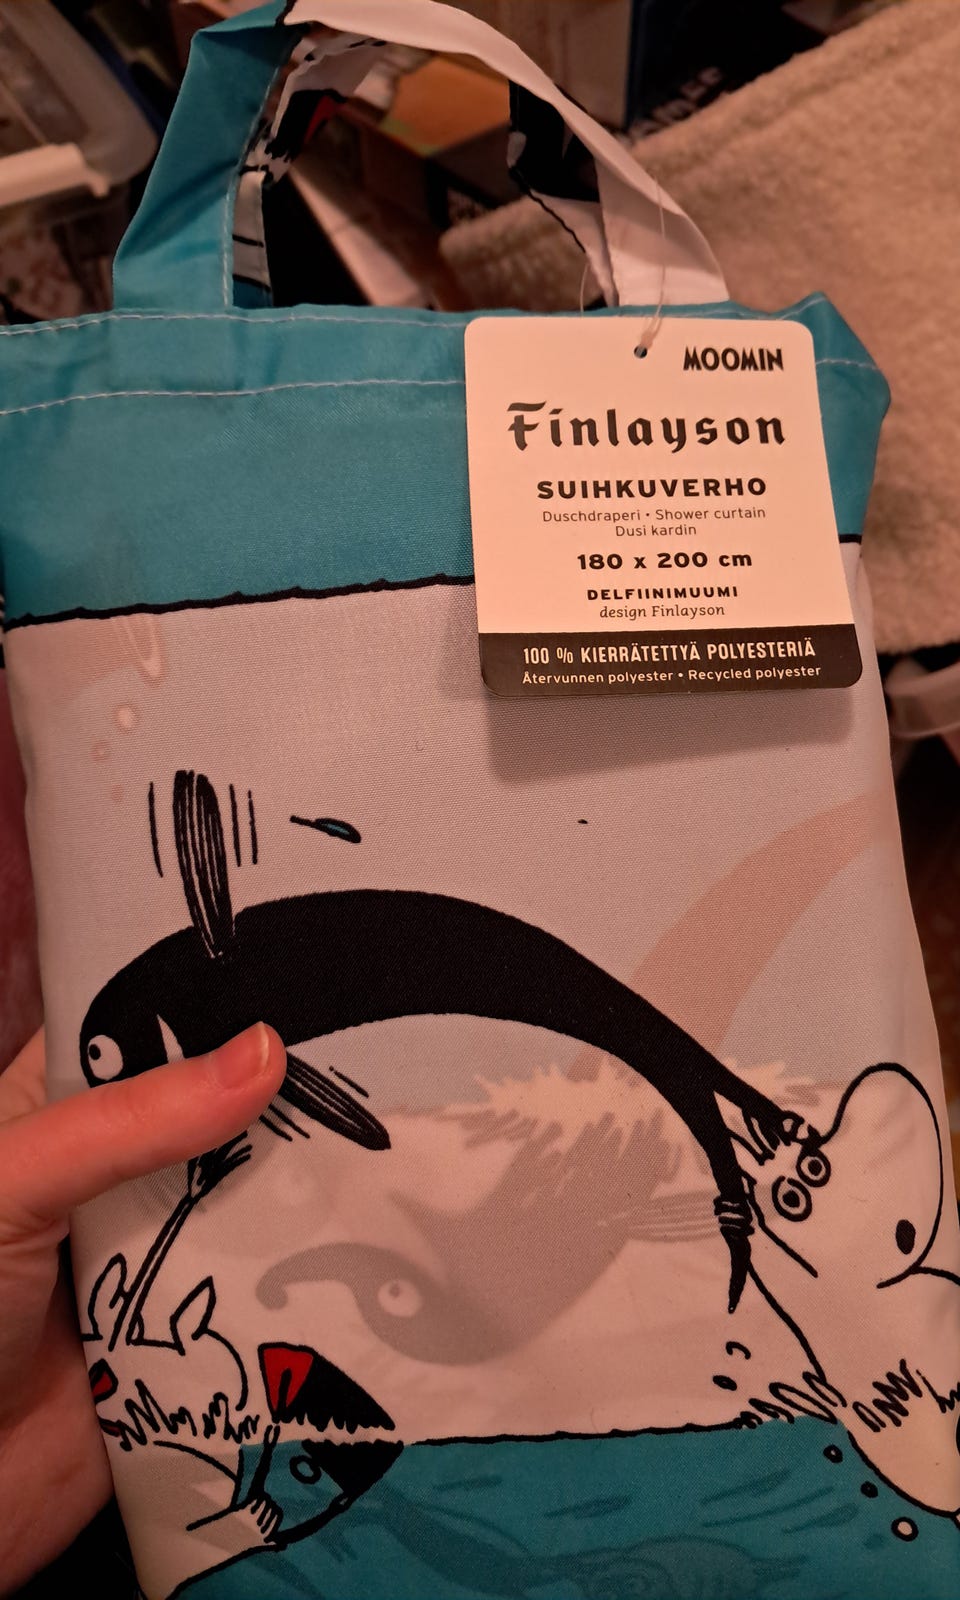 MOOMIN
Finlayson
SUIHKUVERHO
Duschdraperi • Shower curtain
Dusi kardin
180 x 200 cm
DELFIINIMUUMI
design Finlayson
100 % KIERRÄTETTYÄ POLYESTERIÄ
Återvunnen polyester • Recycled polyester